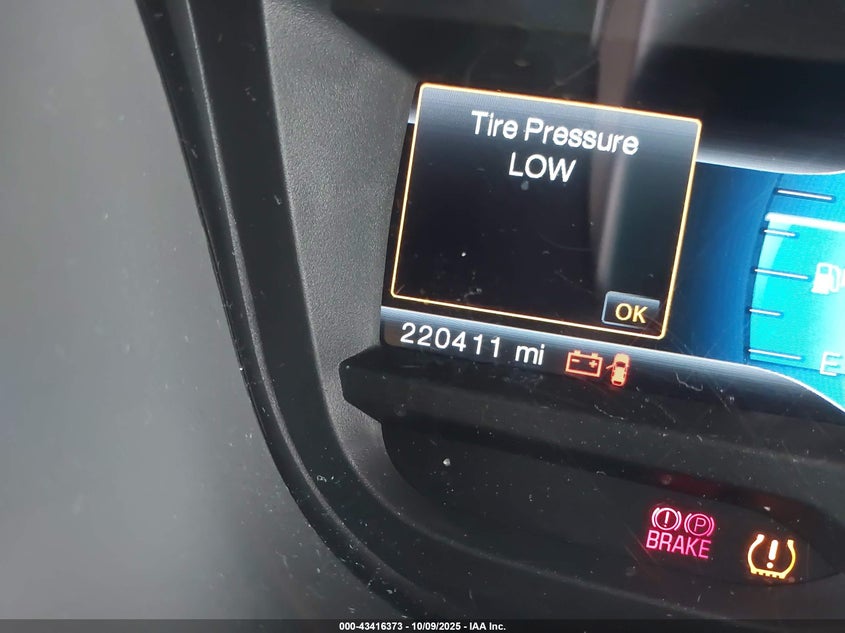 Tire Pressure
LOW
OK
220411 mi
E
(!) (P)
BRAKE
(!)
000-43416373 - 10/09/2025 - IAA Inc.